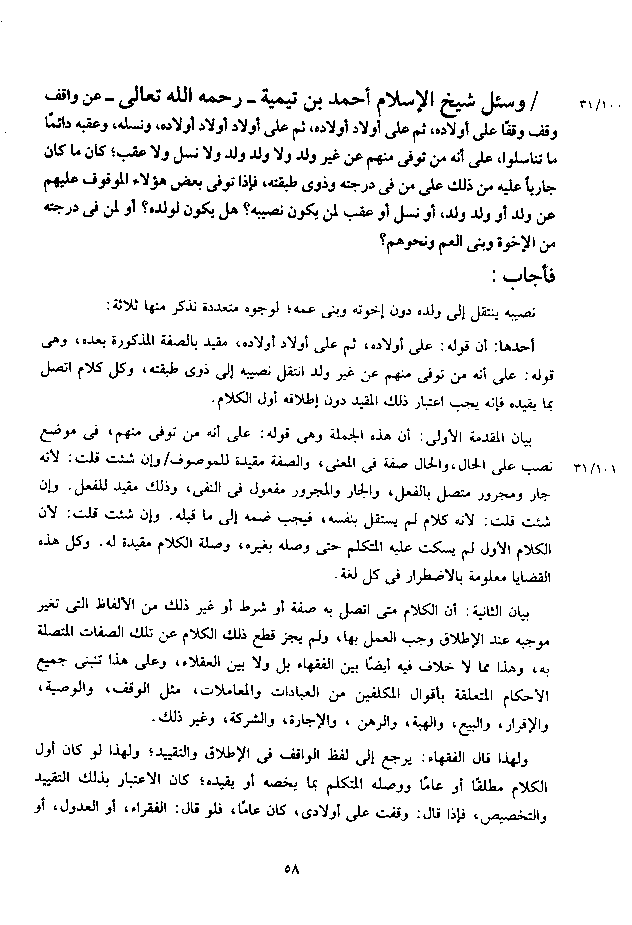 ٣١/١٠٠ / وسئل شيخ الإسلام أحمد بن تيمية ـ رحمه الله تعالى ـ عن واقف
وقف وقفًا على أولاده، ثم على أولاد أولاده، ثم على أولاد أولاد أولاده، ونسله، وعقبه دائمًا
ما تناسلوا، على أنه من توفى منهم عن غير ولد ولا ولد ولد ولا نسل ولا عقب؛ كان ما كان
جاريًا عليه من ذلك على من فى درجته وذوى طبقته، فإذا توفى بعض هؤلاء الموقوف عليهم
عن ولد أو ولد ولد، أو نسل أو عقب لمن يكون نصيبه؟ هل يكون لولده؟ أو لمن فى درجته
من الإخوة وبنى العم ونحوهم؟
فأجاب :
نصيبه ينتقل إلى ولده دون إخوته وبنى عمه؛ لوجوه متعددة نذكر منها ثلاثة:
أحدها: أن قوله: على أولاده، ثم على أولاد أولاده، مقيد بالصفة المذكورة بعده، وهى
قوله: على أنه من توفى منهم عن غير ولد انتقل نصيبه إلى ذوى طبقته، وكل كلام اتصل
بما يقيده فإنه يجب اعتبار ذلك المقيد دون إطلاقه أول الكلام.
بيان المقدمة الأولى: أن هذه الجملة وهى قوله: على أنه من توفى منهم، فى موضع
٣١/١٠١ نصب على الحال، والحال صفة فى المعنى، والصفة مقيدة للموصوف/ وإن شئت قلت: لأنه
جار ومجرور متصل بالفعل، والجار والمجرور مفعول فى النفى، وذلك مقيد للفعل. وإن
شئت قلت: لأنه كلام لم يستقل بنفسه، فيجب ضمه إلى ما قبله. وإن شئت قلت: لأن
الكلام الأول لم يسكت عليه المتكلم حتى وصله بغيره، وصلة الكلام مقيدة له. وكل هذه
القضايا معلومة بالاضطرار فى كل لغة.
بيان الثانية: أن الكلام متى اتصل به صفة أو شرط أو غير ذلك من الألفاظ التى تغير
موجبه عند الإطلاق وجب العمل بها، ولم يجز قطع ذلك الكلام عن تلك الصفات المتصلة
به، وهذا مما لا خلاف فيه أيضًا بين الفقهاء بل ولا بين العقلاء، وعلى هذا تنبنى جميع
الأحكام المتعلقة بأقوال المكلفين من العبادات والمعاملات، مثل الوقف، والوصية،
والإقرار، والبيع، والهبة، والرهن ، والإجارة، والشركة، وغير ذلك.
ولهذا قال الفقهاء: يرجع إلى لفظ الواقف فى الإطلاق والتقييد؛ ولهذا لو كان أول
الكلام مطلقًا أو عامًا ووصله المتكلم بما يخصه أو يقيده؛ كان الاعتبار بذلك التقييد
والتخصيص، فإذا قال: وقفت على أولادى، كان عامًا، فلو قال: الفقراء، أو العدول، أو
٥٨